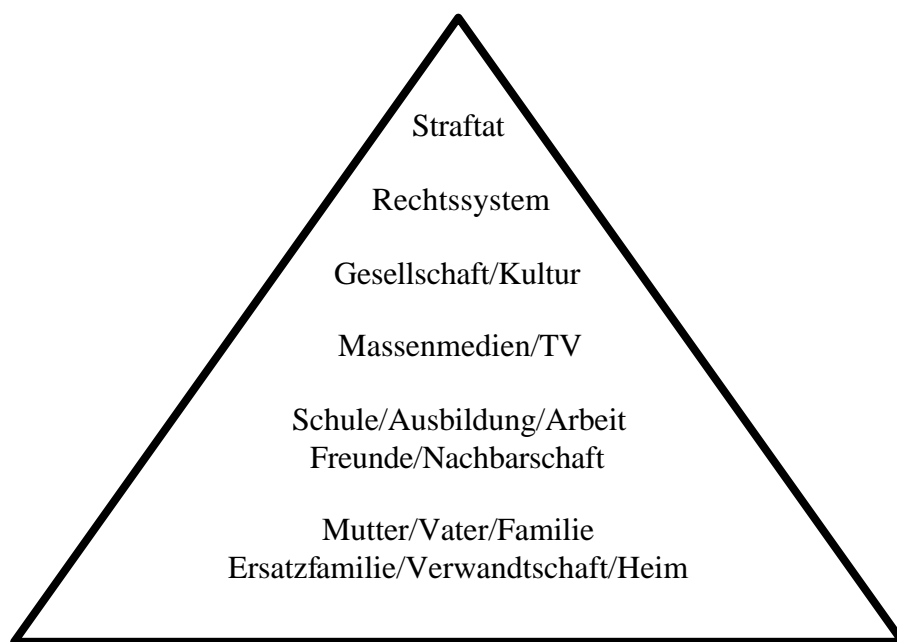 Straftat
Rechtssystem
Gesellschaft/Kultur
Massenmedien/TV
Schule/Ausbildung/Arbeit
Freunde/Nachbarschaft
Mutter/Vater/Familie
Ersatzfamilie/Verwandtschaft/Heim